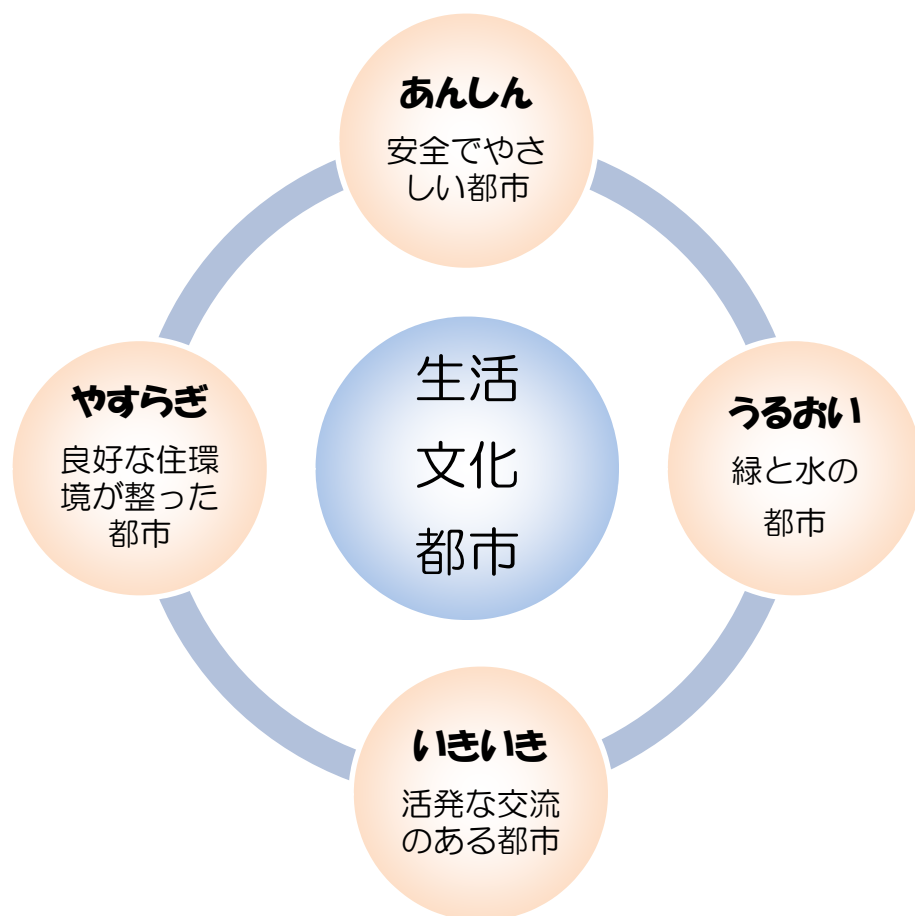 あんしん
安全でやさ
しい都市
やすらぎ
良好な住環
境が整った
都市
生活
文化
都市
うるおい
緑と水の
都市
いきいき
活発な交流
のある都市